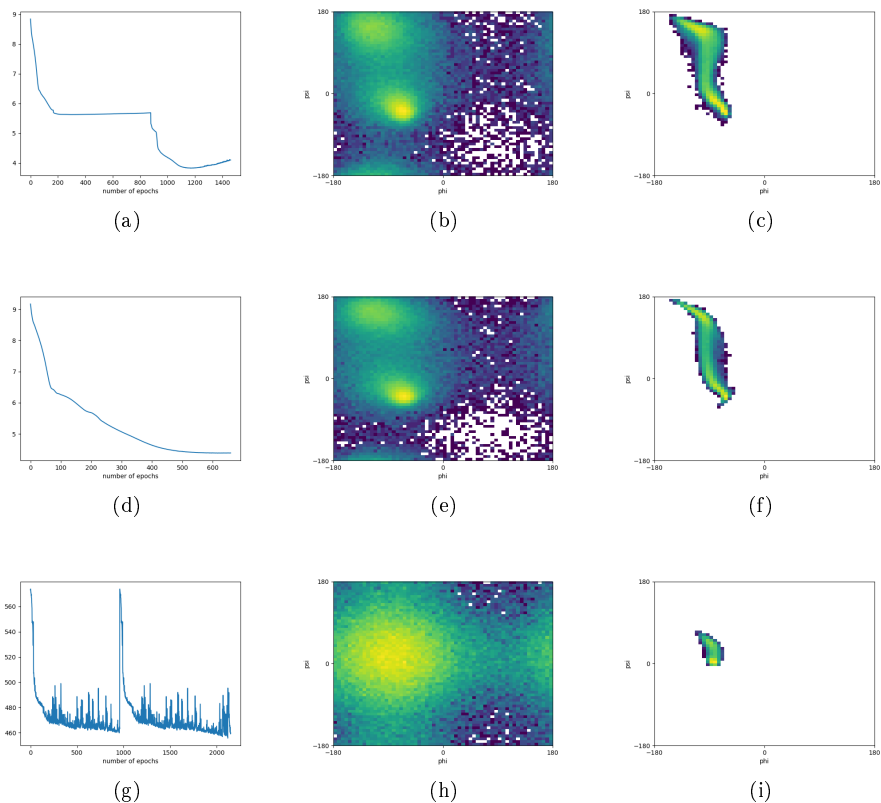 9
8
7
6
5
4
0 200 400 600 800 1000 1200 1400
number of epochs
(a)
180
psi
0
−180
−180 0 180
phi
(b)
180
psi
0
−180
−180 0 180
phi
(c)
9
8
7
6
5
0 100 200 300 400 500 600
number of epochs
(d)
180
psi
0
−180
−180 0 180
phi
(e)
180
psi
0
−180
−180 0 180
phi
(f)
560
540
520
500
480
460
0 500 1000 1500 2000
number of epochs
(g)
180
psi
0
−180
−180 0 180
phi
(h)
180
psi
0
−180
−180 0 180
phi
(i)